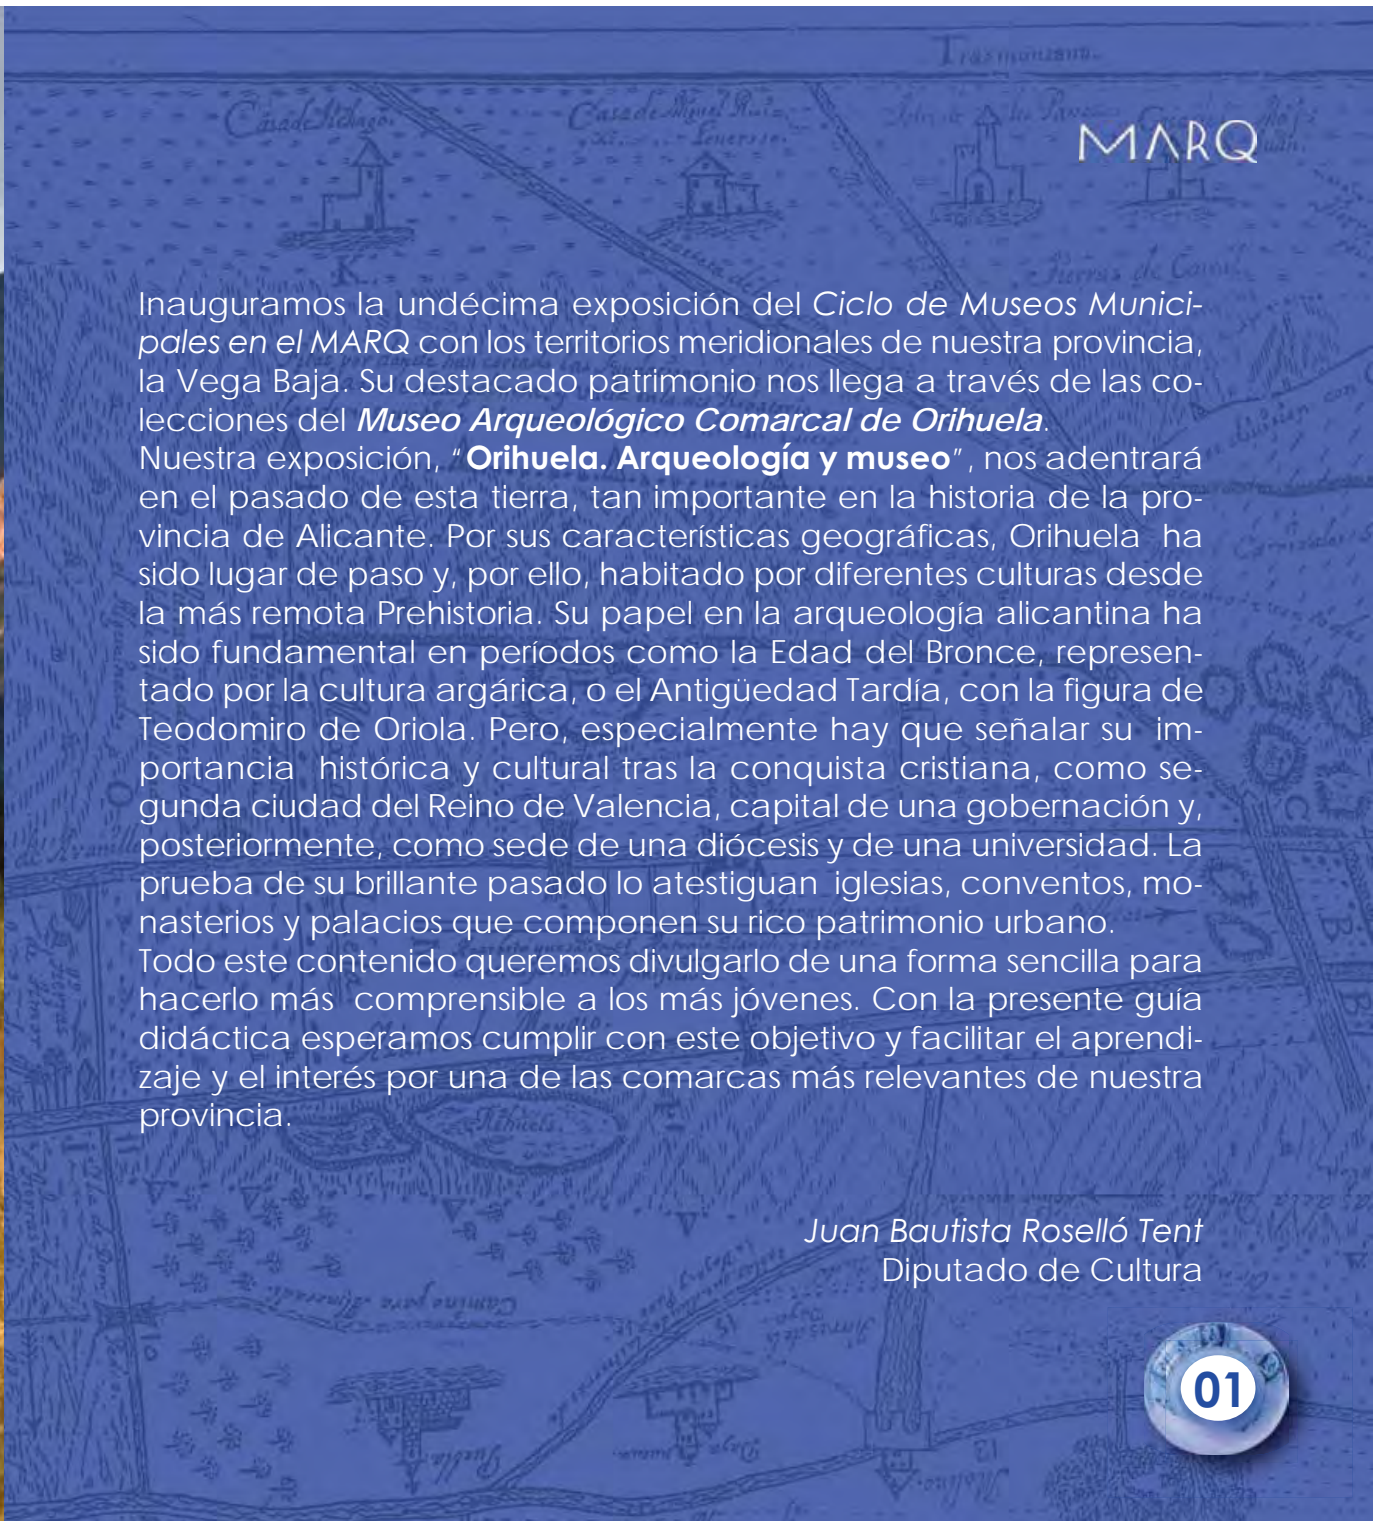 Trasmontana.
MARQ
Inauguramos la undécima exposición del Ciclo de Museos Munici-
pales en el MARQ con los territorios meridionales de nuestra provincia,
la Vega Baja. Su destacado patrimonio nos llega a través de las co-
lecciones del Museo Arqueológico Comarcal de Orihuela.
Nuestra exposición, "Orihuela. Arqueología y museo", nos adentrará
en el pasado de esta tierra, tan importante en la historia de la pro-
vincia de Alicante. Por sus características geográficas, Orihuela ha
sido lugar de paso y, por ello, habitado por diferentes culturas desde
la más remota Prehistoria. Su papel en la arqueología alicantina ha
sido fundamental en períodos como la Edad del Bronce, represen-
tado por la cultura argárica, o el Antigüedad Tardía, con la figura de
Teodomiro de Oriola. Pero, especialmente hay que señalar su im-
portancia histórica y cultural tras la conquista cristiana, como se-
gunda ciudad del Reino de Valencia, capital de una gobernación y,
posteriormente, como sede de una diócesis y de una universidad. La
prueba de su brillante pasado lo atestiguan iglesias, conventos, mo-
nasterios y palacios que componen su rico patrimonio urbano.
Todo este contenido queremos divulgarlo de una forma sencilla para
hacerlo más comprensible a los más jóvenes. Con la presente guía
didáctica esperamos cumplir con este objetivo y facilitar el aprendi-
zaje y el interés por una de las comarcas más relevantes de nuestra
provincia.
Juan Bautista Roselló Tent
Diputado de Cultura
01